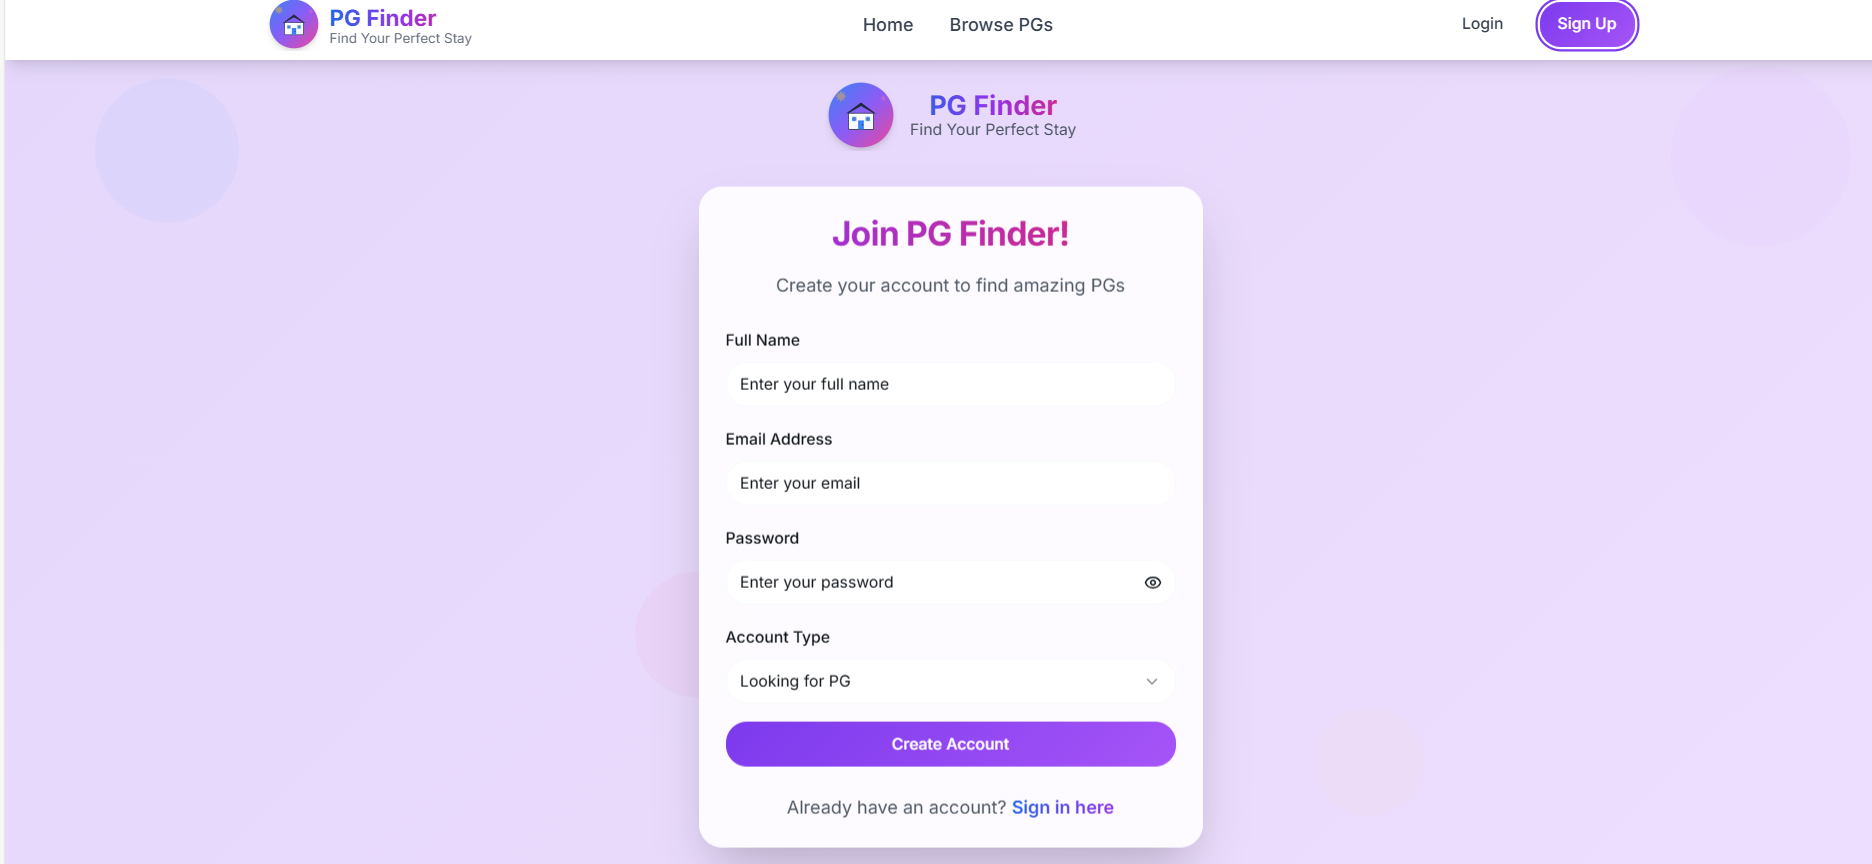 PG Finder
Find Your Perfect Stay
Home
Browse PGs
Login
Sign Up
PG Finder
Find Your Perfect Stay
Join PG Finder!
Create your account to find amazing PGs
Full Name
Enter your full name
Email Address
Enter your email
Password
Enter your password
Account Type
Looking for PG
Create Account
Already have an account? Sign in here